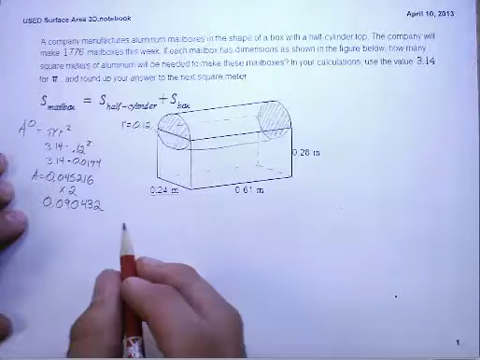 USED Surface Area 3D.notebook
April 10, 2013
A company manufactures aluminum mailboxes in the shape of a box with a half-cylinder top. The company will
make 1776 mailboxes this week. If each mailbox has dimensions as shown in the figure below, how many
square meters of aluminum will be needed to make these mailboxes? In your calculations, use the value 3.14
for π and round up your answer to the next square meter.
S mailbox = S half-cylinder + S box
A = πr²
r=0.12
3.14 · .12²
3.14 · 0.0144
0.28 m
A=0.045216
x 2
0.24 m
0.61 m
0.090432
1